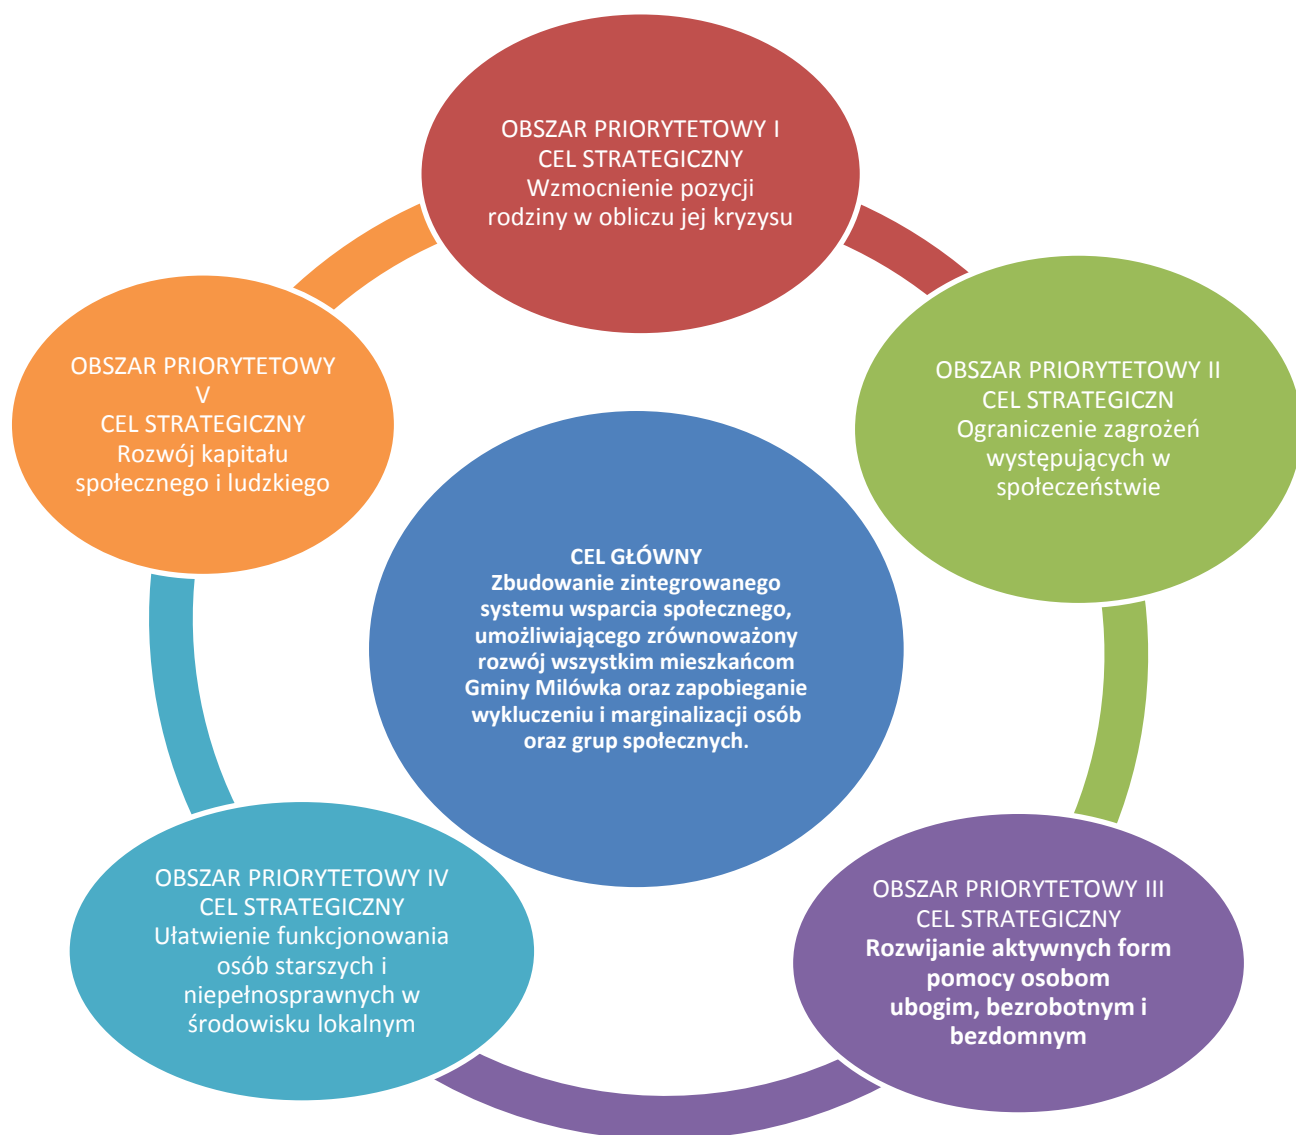 OBSZAR PRIORYTETOWY I
CEL STRATEGICZNY
Wzmocnienie pozycji
rodziny w obliczu jej kryzysu
OBSZAR PRIORYTETOWY II
CEL STRATEGICZN
Ograniczenie zagrożeń
występujących w
społeczeństwie
OBSZAR PRIORYTETOWY III
CEL STRATEGICZNY
Rozwijanie aktywnych form
pomocy osobom
ubogim, bezrobotnym i
bezdomnym
OBSZAR PRIORYTETOWY IV
CEL STRATEGICZNY
Ułatwienie funkcjonowania
osób starszych i
niepełnosprawnych w
środowisku lokalnym
OBSZAR PRIORYTETOWY
V
CEL STRATEGICZNY
Rozwój kapitału
społecznego i ludzkiego
CEL GŁÓWNY
Zbudowanie zintegrowanego
systemu wsparcia społecznego,
umożliwiającego zrównoważony
rozwój wszystkim mieszkańcom
Gminy Milówka oraz zapobieganie
wykluczeniu i marginalizacji osób
oraz grup społecznych.